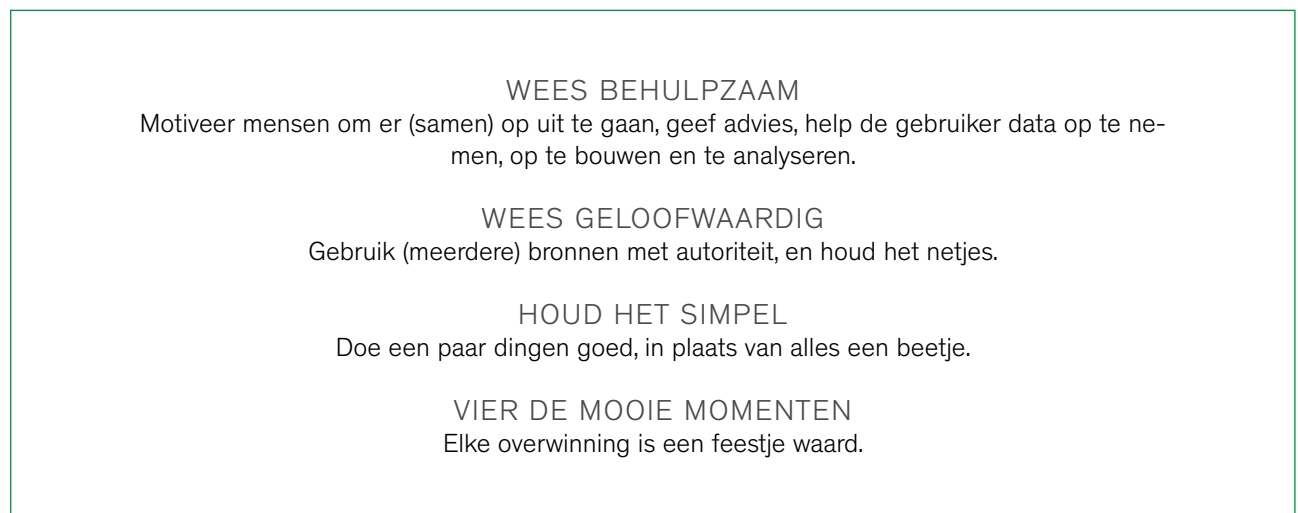 WEES BEHULPZAAM
Motiveer mensen om er (samen) op uit te gaan, geef advies, help de gebruiker data op te ne-
men, op te bouwen en te analyseren.
WEES GELOOFWAARDIG
Gebruik (meerdere) bronnen met autoriteit, en houd het netjes.
HOUD HET SIMPEL
Doe een paar dingen goed, in plaats van alles een beetje.
VIER DE MOOIE MOMENTEN
Elke overwinning is een feestje waard.